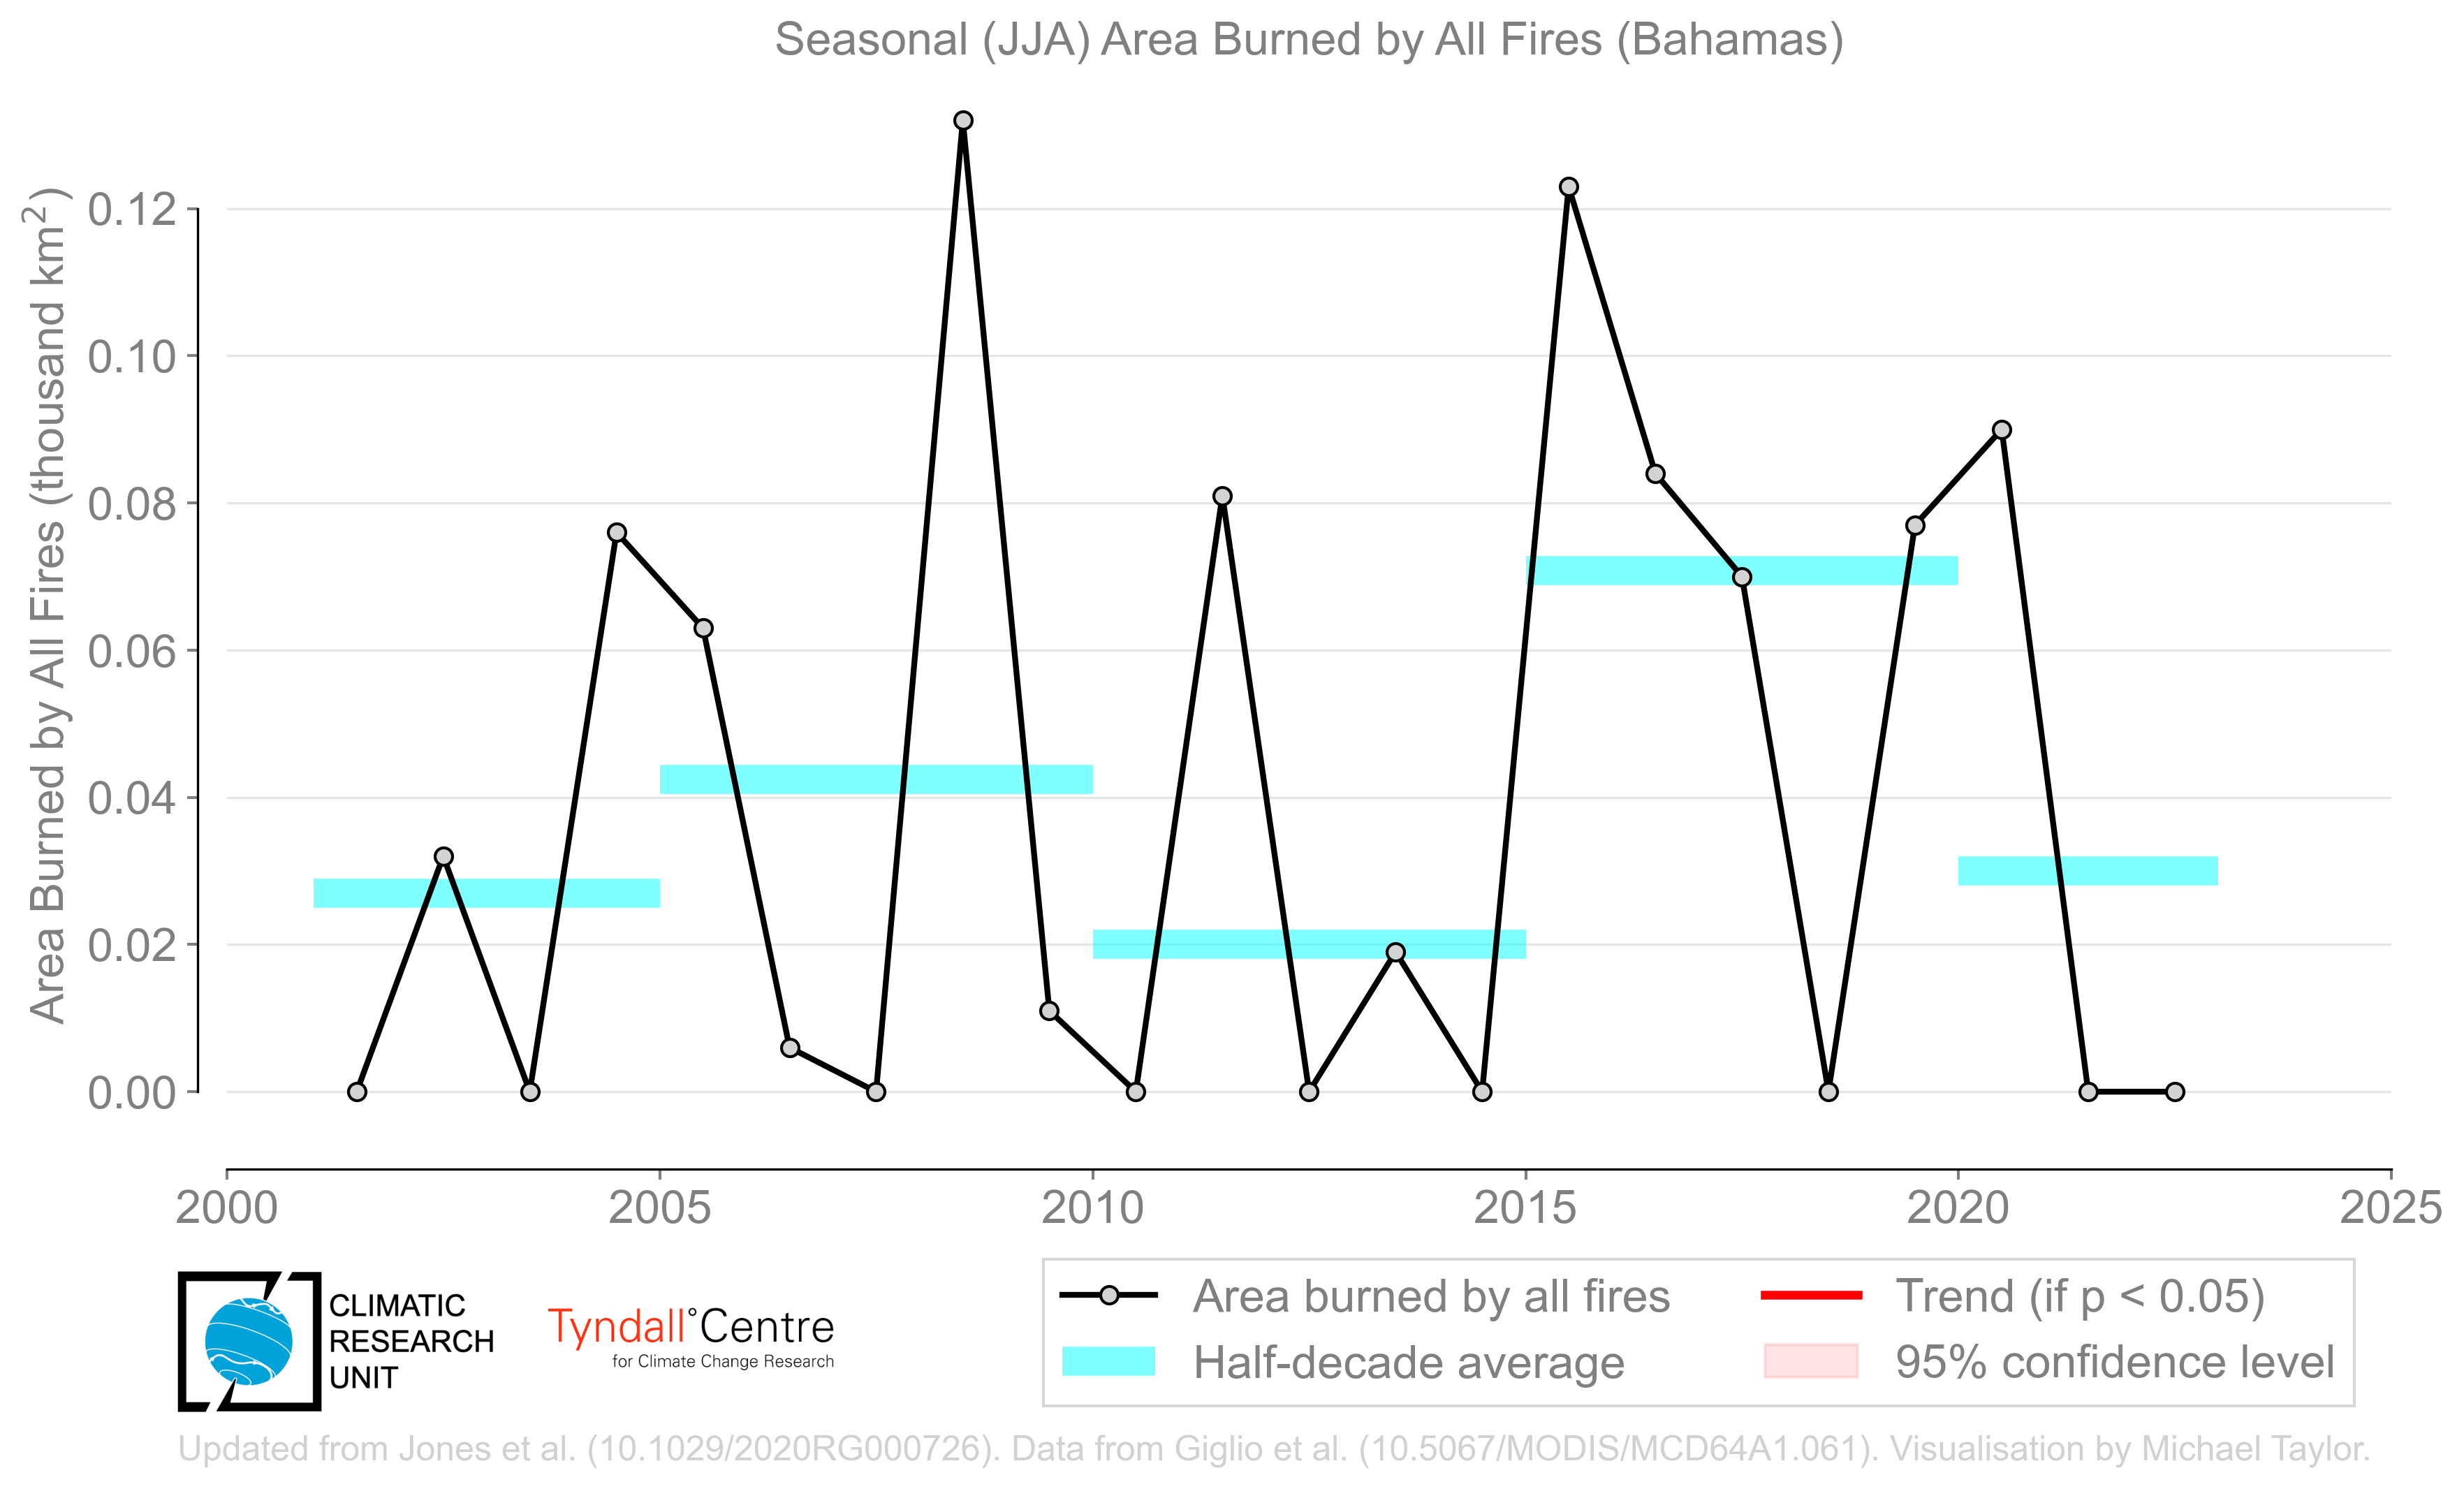 Seasonal (JJA) Area Burned by All Fires (Bahamas)
Area Burned by All Fires (thousand km²)
0.12
0.10
0.08
0.06
0.04
0.02
0.00
2000 2005 2010 2015 2020 2025
Area burned by all fires
Half-decade average
Trend (if p < 0.05)
95% confidence level
CLIMATIC
RESEARCH
UNIT
Tyndall°Centre
for Climate Change Research
Updated from Jones et al. (10.1029/2020RG000726). Data from Giglio et al. (10.5067/MODIS/MCD64A1.061). Visualisation by Michael Taylor.